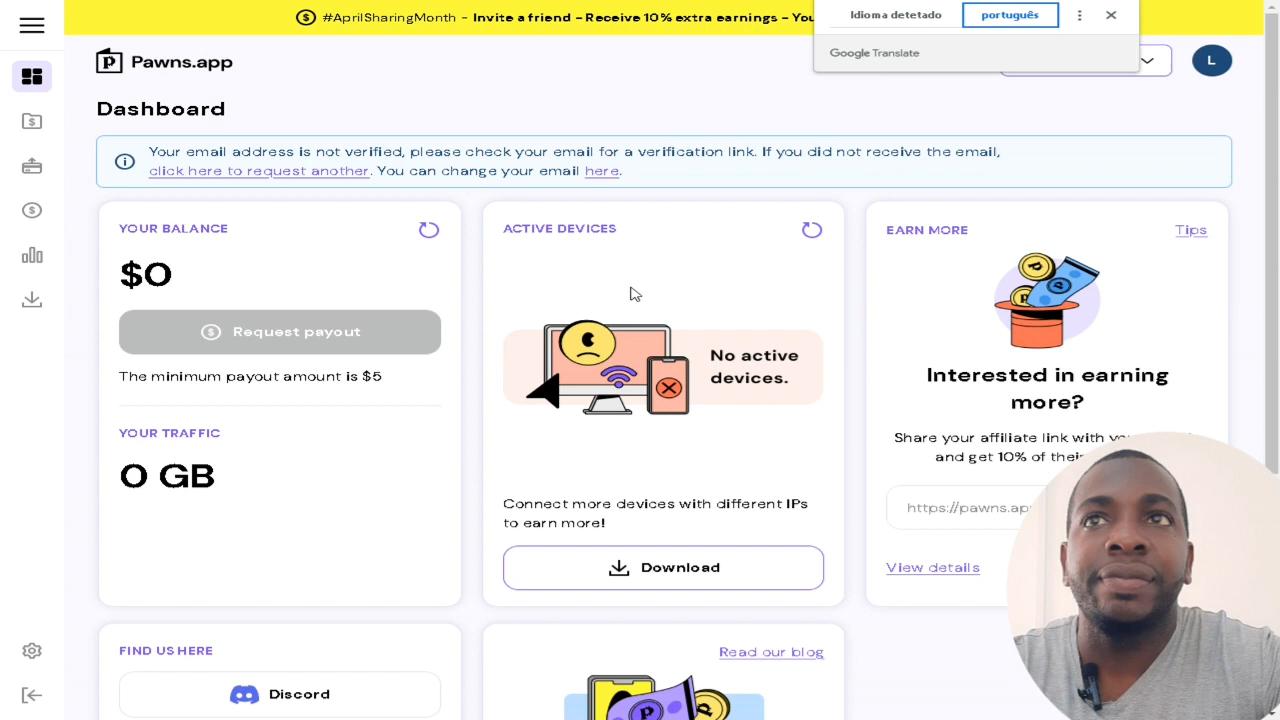 #AprilSharingMonth - Invite a friend – Receive 10% extra earnings – You
Idioma detetado
português
Google Translate
Pawns.app
L
Dashboard
Your email address is not verified, please check your email for a verification link. If you did not receive the email,
click here to request another. You can change your email here.
YOUR BALANCE
$0
Request payout
The minimum payout amount is $5
YOUR TRAFFIC
0 GB
ACTIVE DEVICES
No active
devices.
Connect more devices with different IPs
to earn more!
Download
EARN MORE
Tips
Interested in earning
more?
Share your affiliate link with
and get 10% of their
https://pawns.app
View details
FIND US HERE
Discord
Read our blog